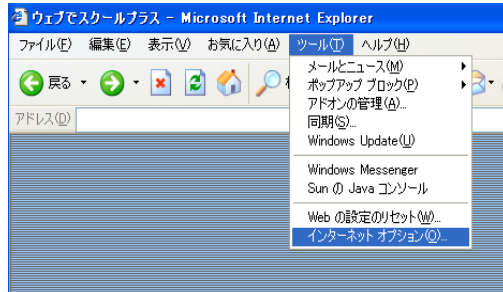 ウェブでスクールプラス - Microsoft Internet Explorer
ファイル(F) 編集(E) 表示(V) お気に入り(A) ツール(T) ヘルプ(H)
戻る
アドレス(D)
メールとニュース(M)
ポップアップ ブロック(P)
アドオンの管理(A)...
同期(S)...
Windows Update(U)
Windows Messenger
Sun の Java コンソール
Web の設定のリセット(W)...
インターネット オプション(O)...